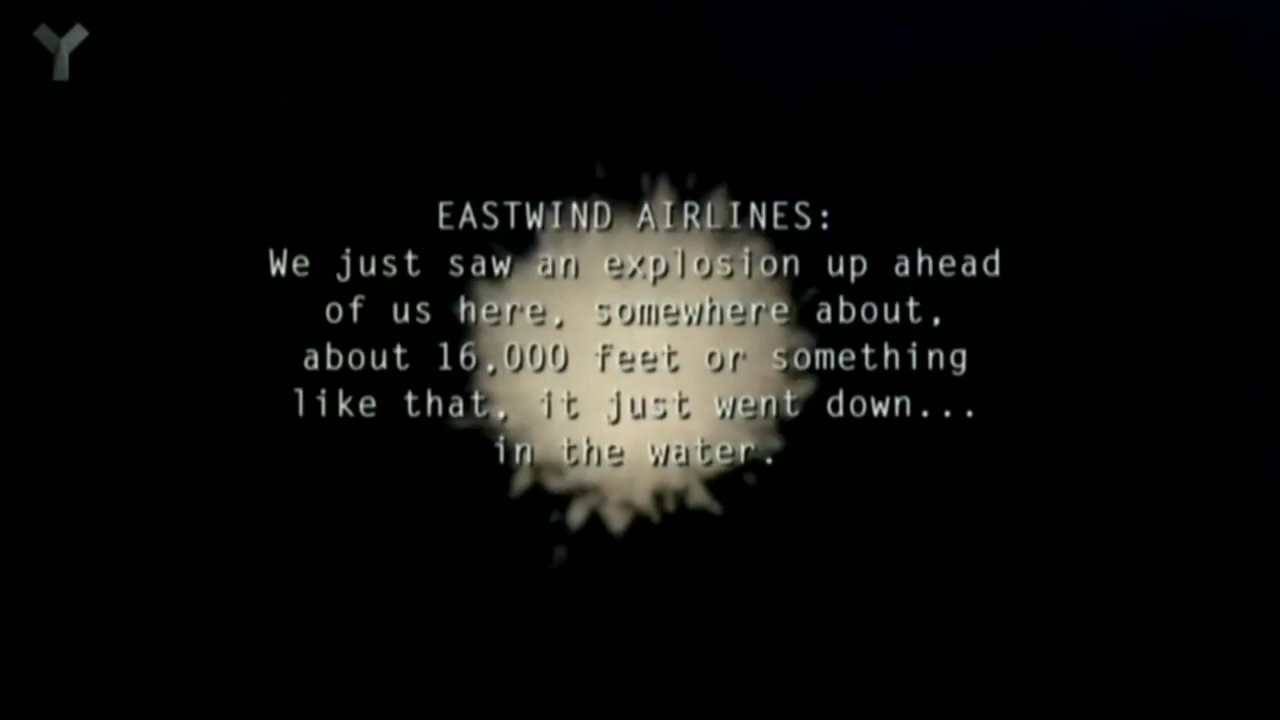 Y
EASTWIND AIRLINES:
We just saw an explosion up ahead
of us here, somewhere about,
about 16,000 feet or something
like that, it just went down...
in the water.